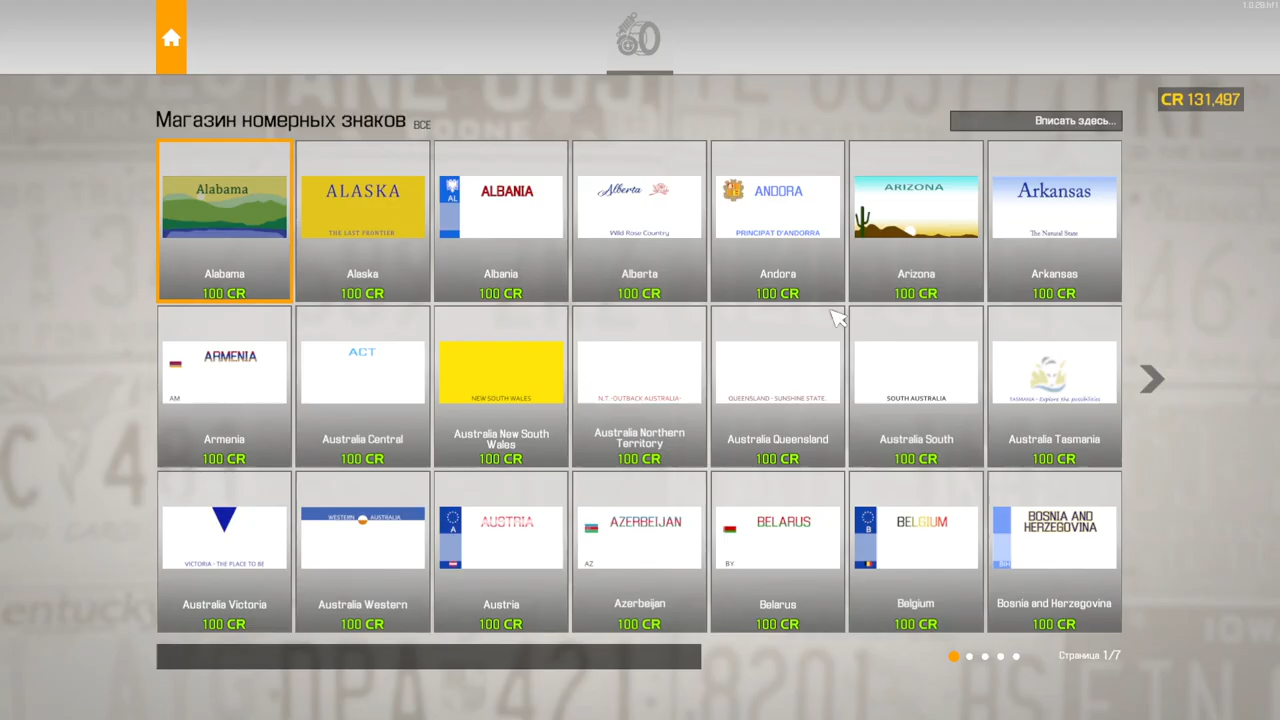 1.0.29.hf1
CR 131,497
Магазин номерных знаков ВСЕ
Вписать здесь...
Alabama
ALASKA
THE LAST FRONTIER
AL
ALBANIA
Alberta
Wild Rose Country
ANDORA
PRINCIPAT D'ANDORRA
ARIZONA
Arkansas
The Natural State
Alabama
Alaska
Albania
Alberta
Andora
Arizona
Arkansas
100 CR
100 CR
100 CR
100 CR
100 CR
100 CR
100 CR
ARMENIA
AM
ACT
NEW SOUTH WALES
N.T. -OUTBACK AUSTRALIA-
QUEENSLAND - SUNSHINE STATE.
SOUTH AUSTRALIA
TASMANIA - Explore the possibilities
Armenia
Australia Central
Australia New South
Wales
Australia Northern
Territory
Australia Queensland
Australia South
Australia Tasmania
100 CR
100 CR
100 CR
100 CR
100 CR
100 CR
100 CR
VICTORIA - THE PLACE TO BE
WESTERN AUSTRALIA
A
AUSTRIA
AZERBEIJAN
AZ
BELARUS
BY
B
BELGIUM
BOSNIA AND
HERZEGOVINA
BIH
Australia Victoria
Australia Western
Austria
Azerbeijan
Belarus
Belgium
Bosnia and Herzegovina
100 CR
100 CR
100 CR
100 CR
100 CR
100 CR
100 CR
Страница 1/7